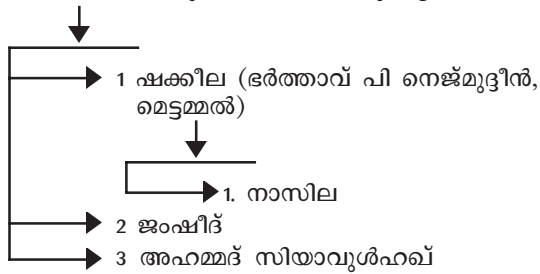 1 ഷക്കീല (ഭർത്താവ് പി നെജ്മുദ്ദീൻ,
മെട്ടമ്മൽ)
1. നാസില
2 ജംഷീദ്
3 അഹമ്മദ് സിയാവുൾഹഖ്